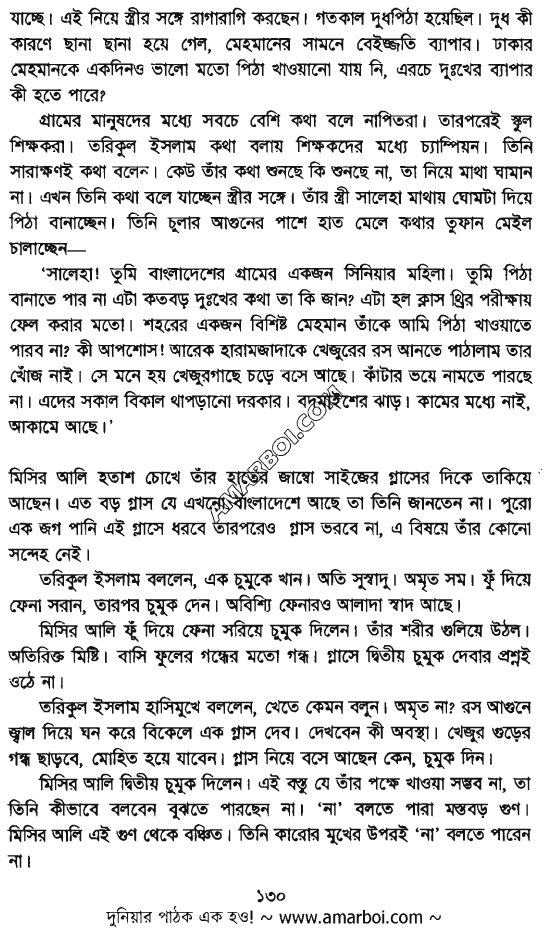 যাচ্ছে। এই নিয়ে স্ত্রীর সঙ্গে রাগারাগি করছেন। গতকাল দুধপিঠা হয়েছিল। দুধ কী
কারণে ছানা ছানা হয়ে গেল, মেহমানের সামনে বেইজ্জতি ব্যাপার। ঢাকার
মেহমানকে একদিনও ভালো মতো পিঠা খাওয়ানো যায় নি, এরচে দুঃখের ব্যাপার
কী হতে পারে?
গ্রামের মানুষদের মধ্যে সবচে বেশি কথা বলে নাপিতরা। তারপরেই স্কুল
শিক্ষকরা। তরিকুল ইসলাম কথা বলায় শিক্ষকদের মধ্যে চ্যাম্পিয়ন। তিনি
সারাক্ষণই কথা বলেন। কেউ তাঁর কথা শুনছে কি শুনছে না, তা নিয়ে মাথা ঘামান
না। এখন তিনি কথা বলে যাচ্ছেন স্ত্রীর সঙ্গে। তাঁর স্ত্রী সালেহা মাথায় ঘোমটা দিয়ে
পিঠা বানাচ্ছেন। তিনি চুলার আগুনের পাশে হাত মেলে কথার তুফান মেইল
চালাচ্ছেন—
‘সালেহা! তুমি বাংলাদেশের গ্রামের একজন সিনিয়ার মহিলা। তুমি পিঠা
বানাতে পার না এটা কতবড় দুঃখের কথা তা কি জান? এটা হল ক্লাস থ্রির পরীক্ষায়
ফেল করার মতো। শহরের একজন বিশিষ্ট মেহমান তাঁকে আমি পিঠা খাওয়াতে
পারব না? কী আপশোস! আরেক হারামজাদাকে খেজুরের রস আনতে পাঠালাম তার
খোঁজ নাই। সে মনে হয় খেজুরগাছে চড়ে বসে আছে। কাঁটার ভয়ে নামতে পারছে
না। এদের সকাল বিকাল থাপড়ানো দরকার। বদমাইশের ঝাড়। কামের মধ্যে নাই,
আকামে আছে।’
মিসির আলি হতাশ চোখে তাঁর হাতের জাম্বো সাইজের গ্লাসের দিকে তাকিয়ে
আছেন। এত বড় গ্লাস যে এখনো বাংলাদেশে আছে তা তিনি জানতেন না। পুরো
এক জগ পানি এই গ্লাসে ধরবে তারপরেও গ্লাস ভরবে না, এ বিষয়ে তাঁর কোনো
সন্দেহ নেই।
তরিকুল ইসলাম বললেন, এক চুমুকে খান। অতি সুস্বাদু। অমৃত সম। ফুঁ দিয়ে
ফেনা সরান, তারপর চুমুক দেন। অবিশ্যি ফেনারও আলাদা স্বাদ আছে।
মিসির আলি ফুঁ দিয়ে ফেনা সরিয়ে চুমুক দিলেন। তাঁর শরীর গুলিয়ে উঠল।
অতিরিক্ত মিষ্টি। বাসি ফুলের গন্ধের মতো গন্ধ। গ্লাসে দ্বিতীয় চুমুক দেবার প্রশ্নই
ওঠে না।
তরিকুল ইসলাম হাসিমুখে বললেন, খেতে কেমন বলুন। অমৃত না? রস আগুনে
জ্বাল দিয়ে ঘন করে বিকেলে এক গ্লাস দেব। দেখবেন কী অবস্থা। খেজুর গুড়ের
গন্ধ ছাড়বে, মোহিত হয়ে যাবেন। গ্লাস নিয়ে বসে আছেন কেন, চুমুক দিন।
মিসির আলি দ্বিতীয় চুমুক দিলেন। এই বস্তু যে তাঁর পক্ষে খাওয়া সম্ভব না, তা
তিনি কীভাবে বলবেন বুঝতে পারছেন না। ‘না’ বলতে পারা মস্তবড় গুণ।
মিসির আলি এই গুণ থেকে বঞ্চিত। তিনি কারোর মুখের উপরই ‘না’ বলতে পারেন
না।
AMARBOI.COM
১৩০
দুনিয়ার পাঠক এক হও! ~ www.amarboi.com ~